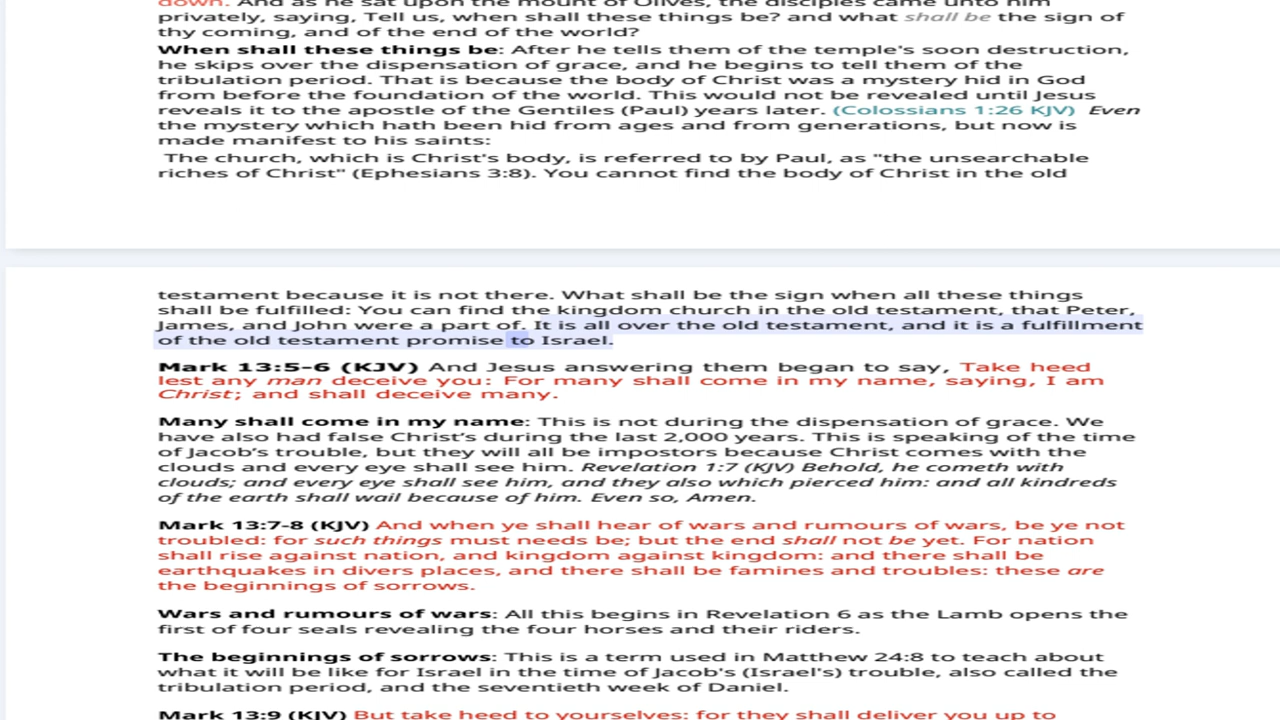 down. And as he sat upon the mount of Olives, the disciples came unto him
privately, saying, Tell us, when shall these things be? and what shall be the sign of
thy coming, and of the end of the world?
When shall these things be: After he tells them of the temple's soon destruction,
he skips over the dispensation of grace, and he begins to tell them of the
tribulation period. That is because the body of Christ was a mystery hid in God
from before the foundation of the world. This would not be revealed until Jesus
reveals it to the apostle of the Gentiles (Paul) years later. (Colossians 1:26 KJV) Even
the mystery which hath been hid from ages and from generations, but now is
made manifest to his saints:
The church, which is Christ's body, is referred to by Paul, as "the unsearchable
riches of Christ" (Ephesians 3:8). You cannot find the body of Christ in the old
testament because it is not there. What shall be the sign when all these things
shall be fulfilled: You can find the kingdom church in the old testament, that Peter,
James, and John were a part of. It is all over the old testament, and it is a fulfillment
of the old testament promise to Israel.
Mark 13:5-6 (KJV) And Jesus answering them began to say, Take heed
lest any man deceive you: For many shall come in my name, saying, I am
Christ; and shall deceive many.
Many shall come in my name: This is not during the dispensation of grace. We
have also had false Christ's during the last 2,000 years. This is speaking of the time
of Jacob's trouble, but they will all be impostors because Christ comes with the
clouds and every eye shall see him. Revelation 1:7 (KJV) Behold, he cometh with
clouds; and every eye shall see him, and they also which pierced him: and all kindreds
of the earth shall wail because of him. Even so, Amen.
Mark 13:7-8 (KJV) And when ye shall hear of wars and rumours of wars, be ye not
troubled: for such things must needs be; but the end shall not be yet. For nation
shall rise against nation, and kingdom against kingdom: and there shall be
earthquakes in divers places, and there shall be famines and troubles: these are
the beginnings of sorrows.
Wars and rumours of wars: All this begins in Revelation 6 as the Lamb opens the
first of four seals revealing the four horses and their riders.
The beginnings of sorrows: This is a term used in Matthew 24:8 to teach about
what it will be like for Israel in the time of Jacob's (Israel's) trouble, also called the
tribulation period, and the seventieth week of Daniel.
Mark 13:9 (KJV) But take heed to yourselves: for they shall deliver you up to